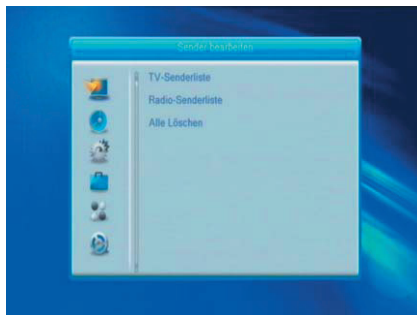 Sender bearbeiten
TV-Senderliste
Radio-Senderliste
Alle Löschen